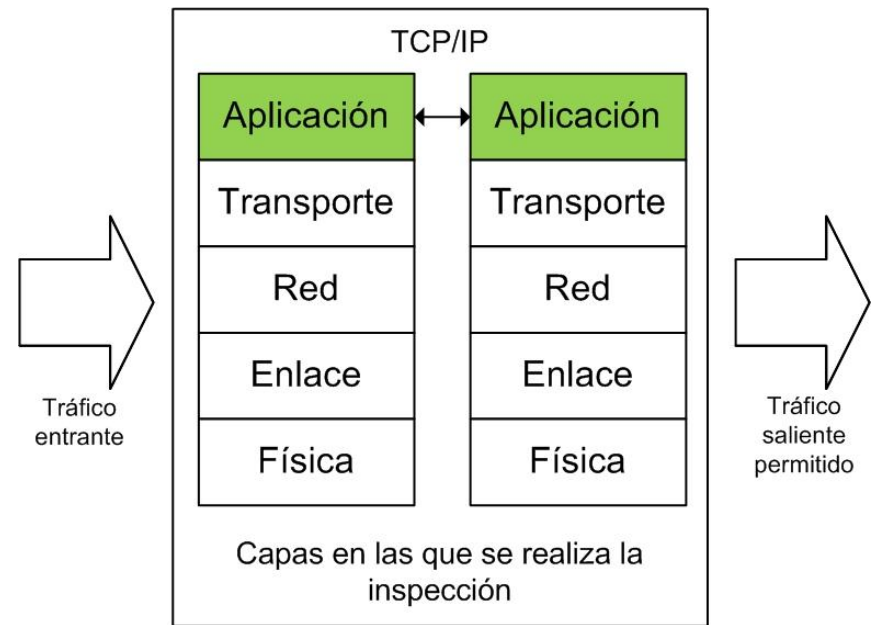 TCP/IP
Aplicación
Aplicación
Transporte
Transporte
Red
Red
Enlace
Enlace
Física
Física
Tráfico
entrante
Tráfico
saliente
permitido
Capas en las que se realiza la
inspección